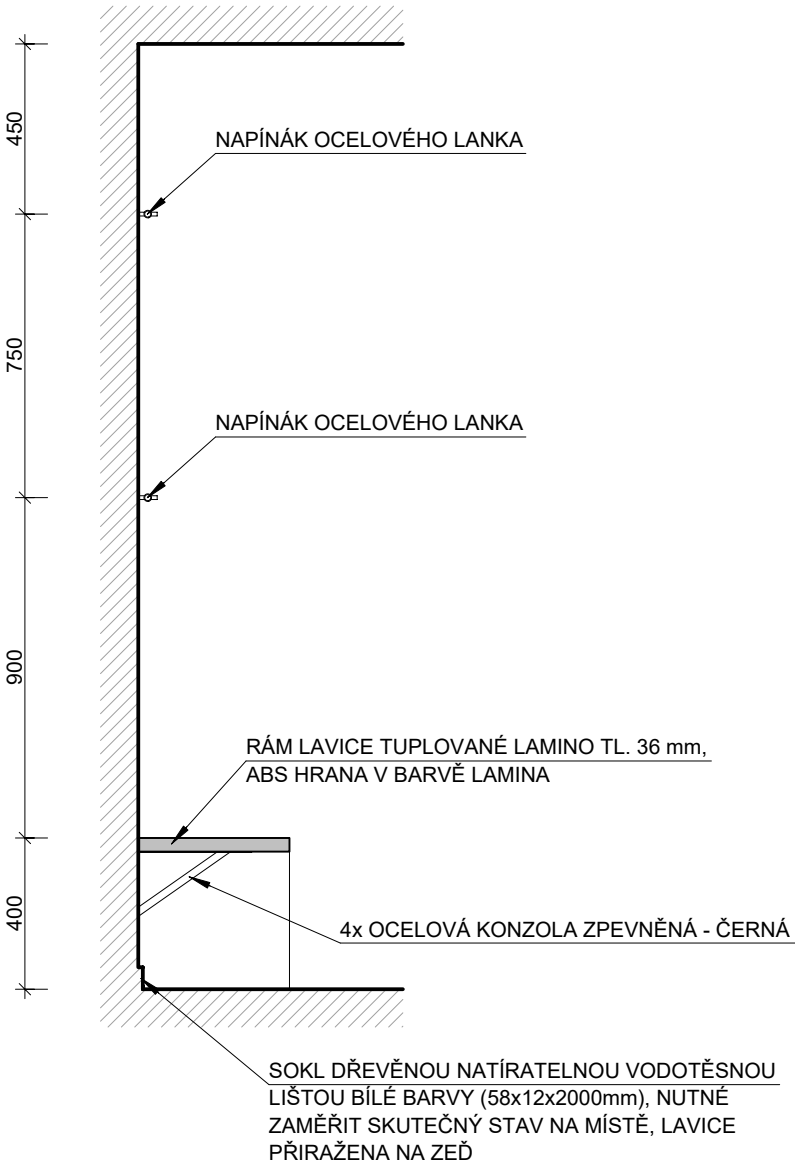 450
NAPÍNÁK OCELOVÉHO LANKA
750
NAPÍNÁK OCELOVÉHO LANKA
900
RÁM LAVICE TUPLOVANÉ LAMINO TL. 36 mm,
ABS HRANA V BARVĚ LAMINA
400
4x OCELOVÁ KONZOLA ZPEVNĚNÁ - ČERNÁ
SOKL DŘEVĚNOU NATÍRATELNOU VODOTĚSNOU
LIŠTOU BÍLÉ BARVY (58x12x2000mm), NUTNÉ
ZAMĚŘIT SKUTEČNÝ STAV NA MÍSTĚ, LAVICE
PŘIRAŽENA NA ZEĎ